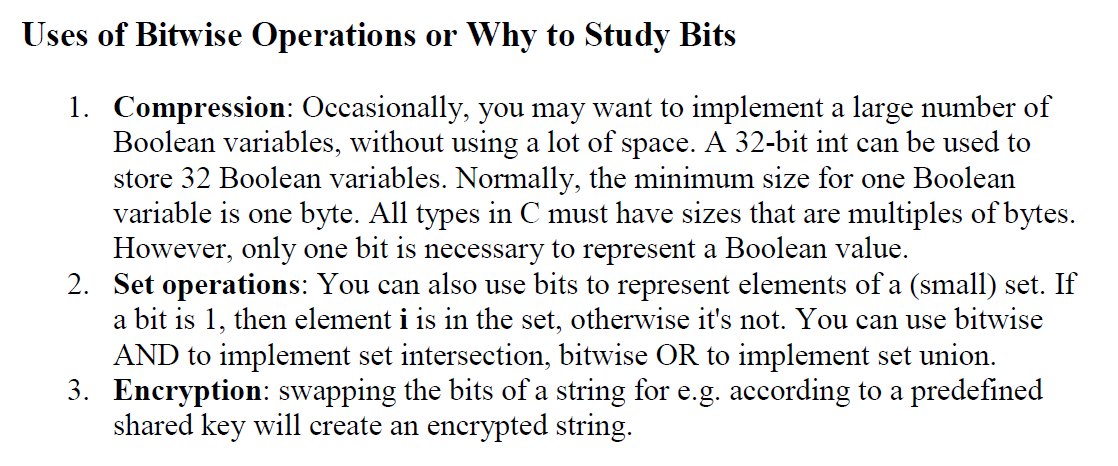 Uses of Bitwise Operations or Why to Study Bits
1. Compression: Occasionally, you may want to implement a large number of
Boolean variables, without using a lot of space. A 32-bit int can be used to
store 32 Boolean variables. Normally, the minimum size for one Boolean
variable is one byte. All types in C must have sizes that are multiples of bytes.
However, only one bit is necessary to represent a Boolean value.
2. Set operations: You can also use bits to represent elements of a (small) set. If
a bit is 1, then element i is in the set, otherwise it's not. You can use bitwise
AND to implement set intersection, bitwise OR to implement set union.
3. Encryption: swapping the bits of a string for e.g. according to a predefined
shared key will create an encrypted string.